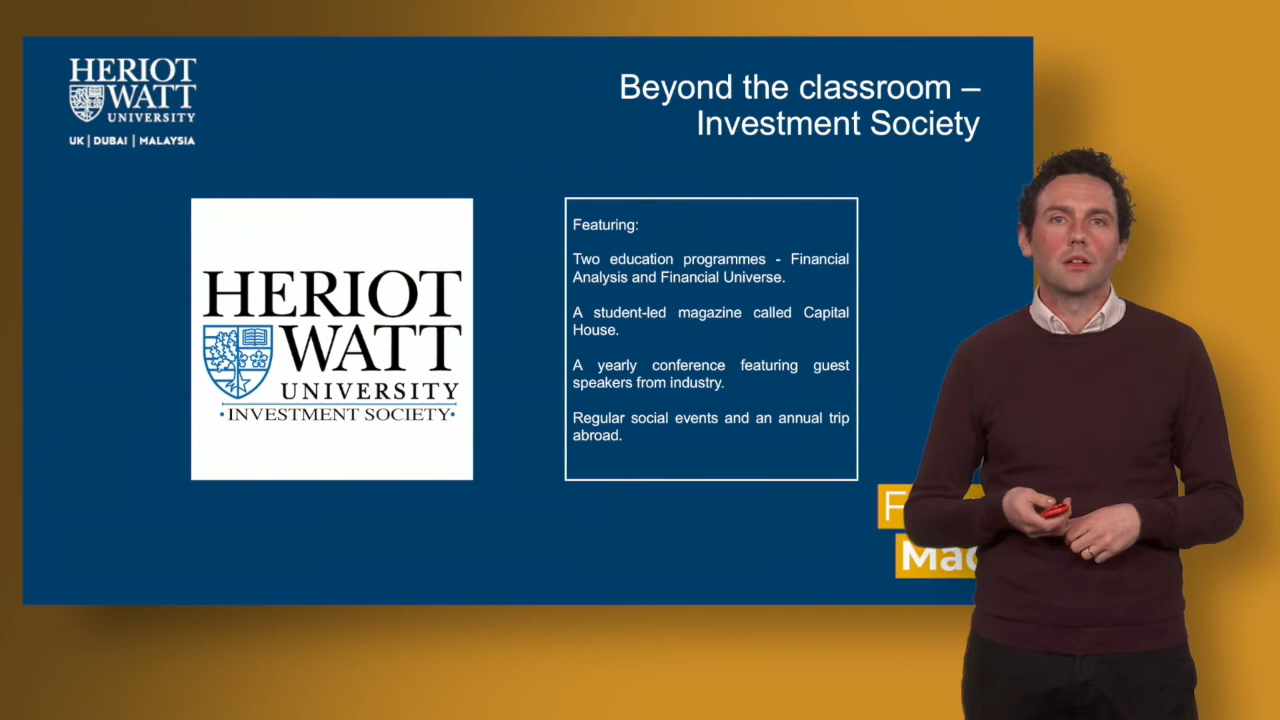 HERIOT
WATT
UNIVERSITY
UK | DUBAI | MALAYSIA
Beyond the classroom –
Investment Society
HERIOT
WATT
UNIVERSITY
• INVESTMENT SOCIETY •
Featuring:
Two education programmes - Financial
Analysis and Financial Universe.
A student-led magazine called Capital
House.
A yearly conference featuring guest
speakers from industry.
Regular social events and an annual trip
abroad.